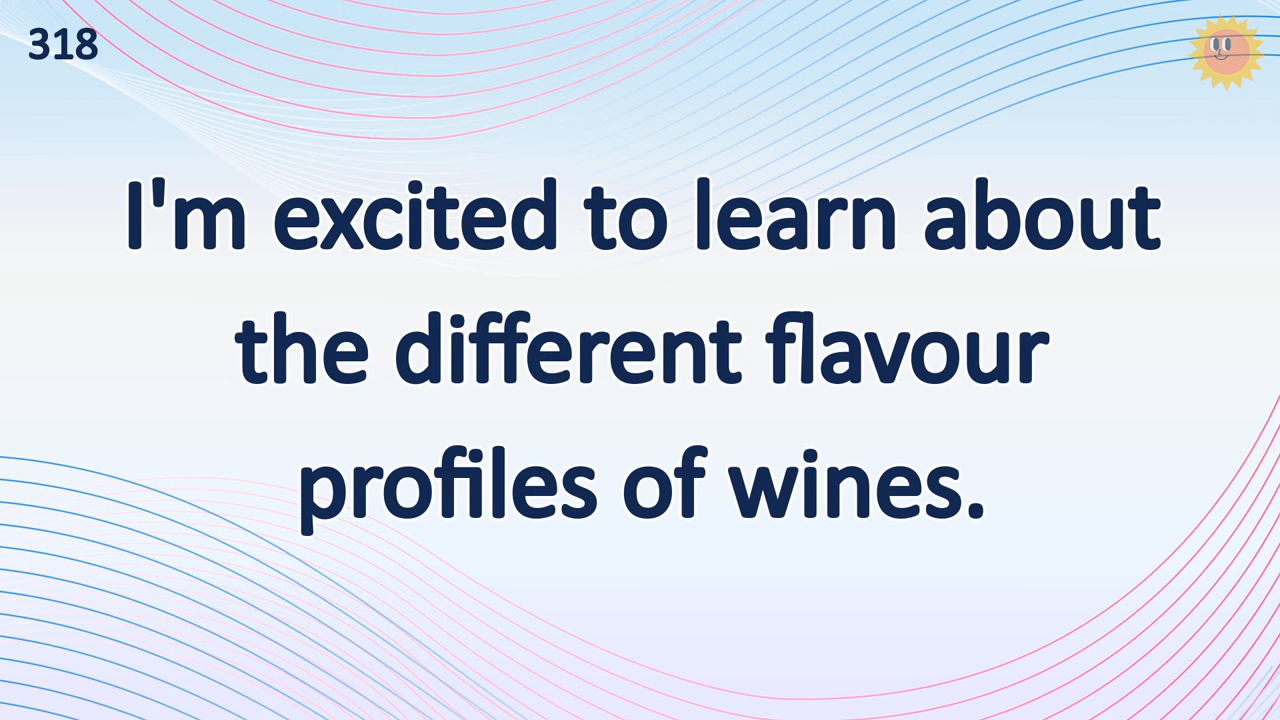 318
I'm excited to learn about
the different flavour
profiles of wines.